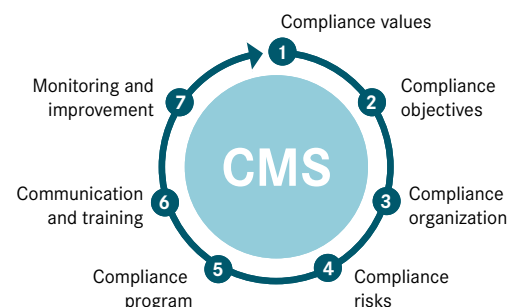 1
Compliance values
2
Compliance
objectives
3
Compliance
organization
4
Compliance
risks
5
Compliance
program
6
Communication
and training
7
Monitoring and
improvement
CMS